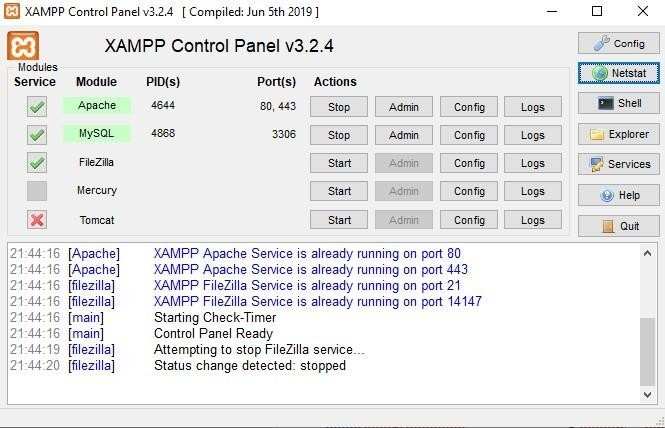 XAMPP Control Panel v3.2.4 [ Compiled: Jun 5th 2019 ]
XAMPP Control Panel v3.2.4
Config
Modules
Service Module PID(s) Port(s) Actions
Netstat
Apache 4644 80, 443 Stop Admin Config Logs
Shell
MySQL 4868 3306 Stop Admin Config Logs
Explorer
FileZilla Start Admin Config Logs
Services
Mercury Start Admin Config Logs
Help
Tomcat Start Admin Config Logs
Quit
21:44:16 [Apache] XAMPP Apache Service is already running on port 80
21:44:16 [Apache] XAMPP Apache Service is already running on port 443
21:44:16 [filezilla] XAMPP FileZilla Service is already running on port 21
21:44:16 [filezilla] XAMPP FileZilla Service is already running on port 14147
21:44:16 [main] Starting Check-Timer
21:44:16 [main] Control Panel Ready
21:44:19 [filezilla] Attempting to stop FileZilla service...
21:44:20 [filezilla] Status change detected: stopped